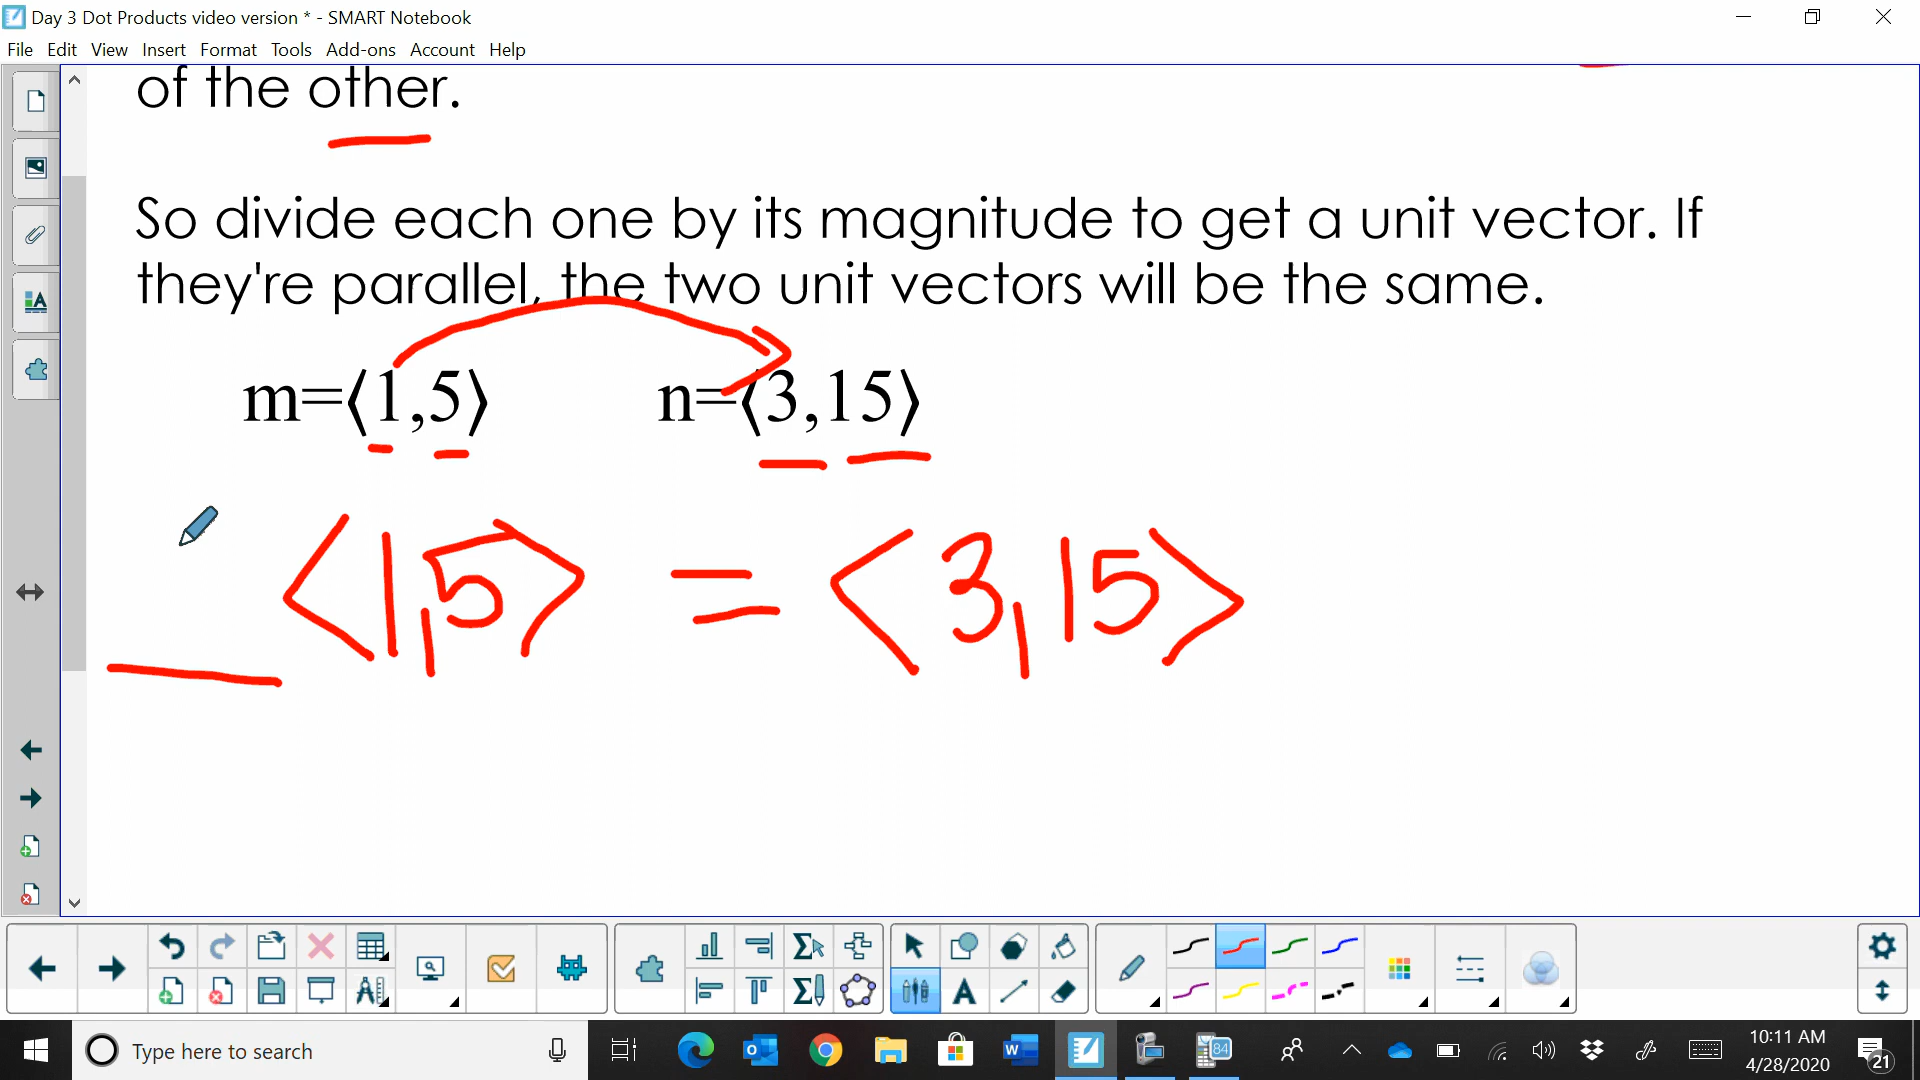 Day 3 Dot Products video version * - SMART Notebook
File Edit View Insert Format Tools Add-ons Account Help
of the other.
So divide each one by its magnitude to get a unit vector. If
they're parallel, the two unit vectors will be the same.
m=⟨1,5⟩ n=⟨3,15⟩
⟨1,5⟩ = ⟨3,15⟩
Type here to search
84
10:11 AM
4/28/2020
21